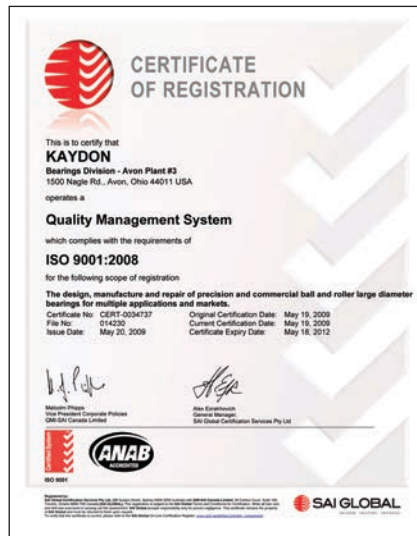 CERTIFICATE
OF REGISTRATION
This is to certify that
KAYDON
Bearings Division - Avon Plant #3
1500 Nagle Rd., Avon, Ohio 44011 USA
operates a
Quality Management System
which complies with the requirements of
ISO 9001:2008
for the following scope of registration
The design, manufacture and repair of precision and commercial ball and roller large diameter
bearings for multiple applications and markets.
Certificate No: CERT-0034737 Original Certification Date: May 19, 2009
File No: 014230 Current Certification Date: May 19, 2009
Issue Date: May 20, 2009 Certificate Expiry Date: May 18, 2012
Malcolm Phipps
Vice President Corporate Policies
QMI-SAI Canada Limited
Alex Ezrakhovich
General Manager,
SAI Global Certification Services Pty Ltd
Certified System
ANAB
ACCREDITED
ISO 9001
Registered by:
SAI GLOBAL